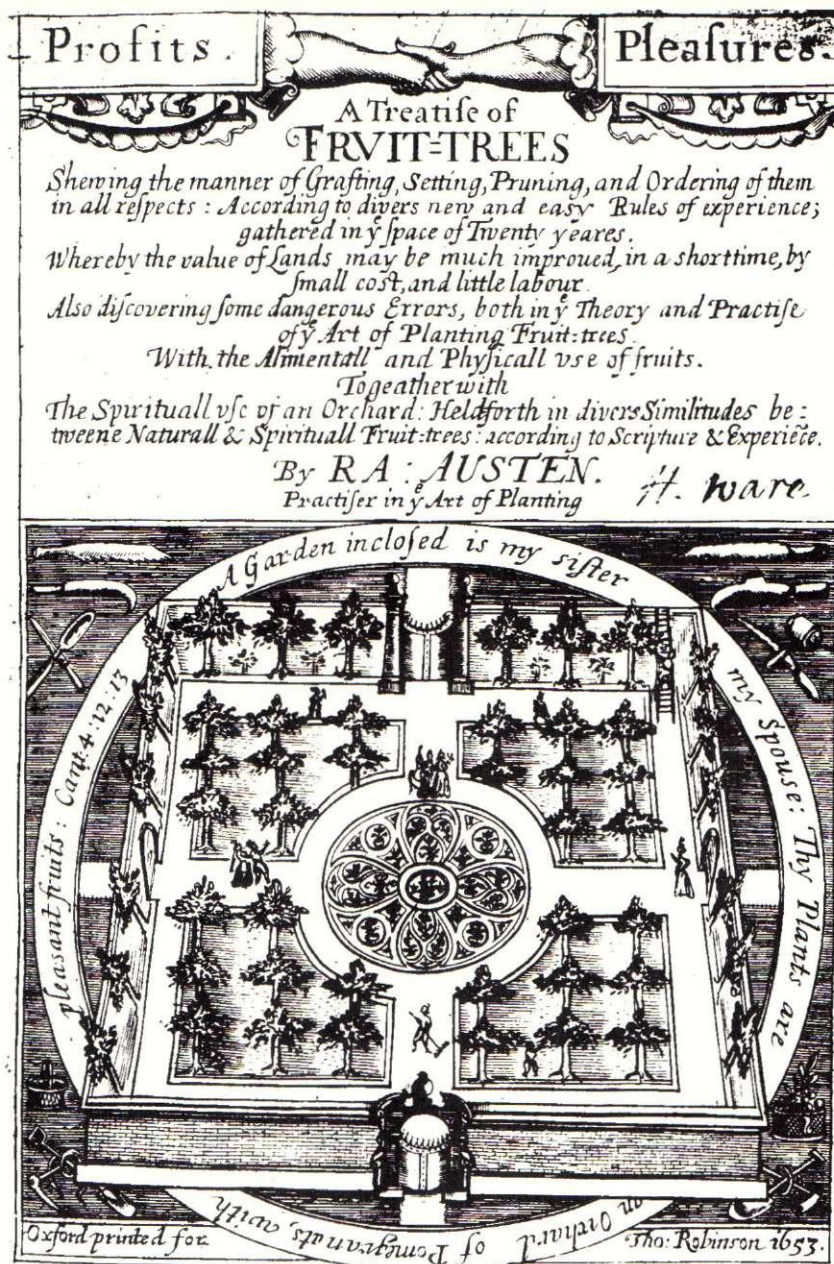 Profits.
Pleaſures.
A Treatiſe of
FRVIT=TREES
Shewing the manner of Grafting, Setting, Pruning, and Ordering of them
in all reſpects: According to divers new and easy Rules of experience;
gathered in yͤ ſpace of Twenty yeares.
Whereby the value of Lands may be much improued, in a shorttime, by
ſmall cost, and little labour.
Also diſcovering ſome dangerous Errors, both in yͤ Theory and Practiſe
of yͤ Art of Planting Fruit=trees.
With the Alimentall and Phyſicall vse of fruits.
Togeather with
The Spirituall vſe of an Orchard: Heldforth in divers Similitudes be=
tweene Naturall & Spirituall Fruit=trees: according to Scripture & Experiēce.
By RA: AUSTEN.
Practiſer in yͤ Art of Planting
H. ware
A Garden incloſed is my siſter
my Spouse: Thy Plants are
an Orchard of Pomegranats, with
pleasant fruits: Cant: 4. 12. 13
Oxford printed for
Tho: Robinson 1653.